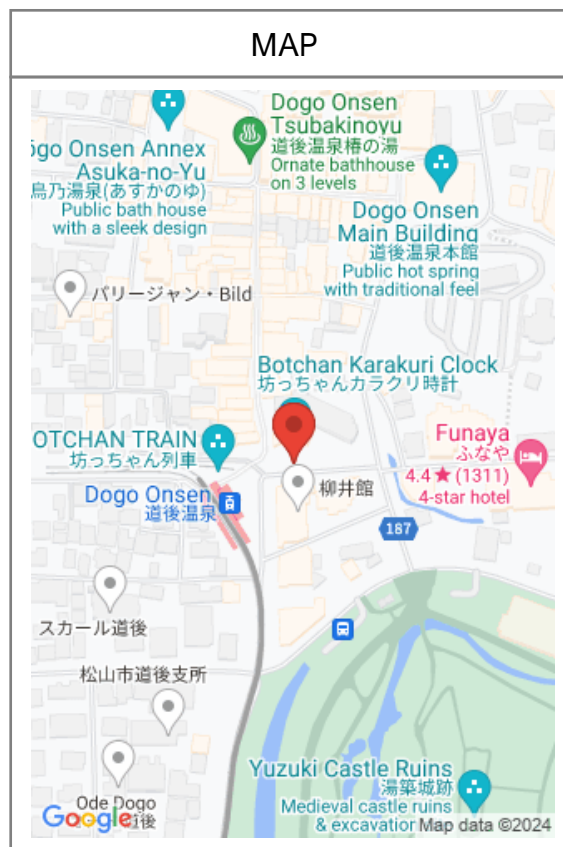 MAP
Dogo Onsen
Tsubakinoyu
道後温泉椿の湯
Ornate bathhouse
on 3 levels
ogo Onsen Annex
Asuka-no-Yu
鳥乃湯泉(あすかのゆ)
Public bath house
with a sleek design
Dogo Onsen
Main Building
道後温泉本館
Public hot spring
with traditional feel
パリージャン・Bild
Botchan Karakuri Clock
坊っちゃんカラクリ時計
OTCHAN TRAIN
坊っちゃん列車
Funaya
ふなや
4.4★(1311)
4-star hotel
Dogo Onsen
道後温泉
柳井館
187
スカール道後
松山市道後支所
Yuzuki Castle Ruins
湯築城跡
Medieval castle ruins
& excavation
Ode Dogo
道後
Google
Map data ©2024